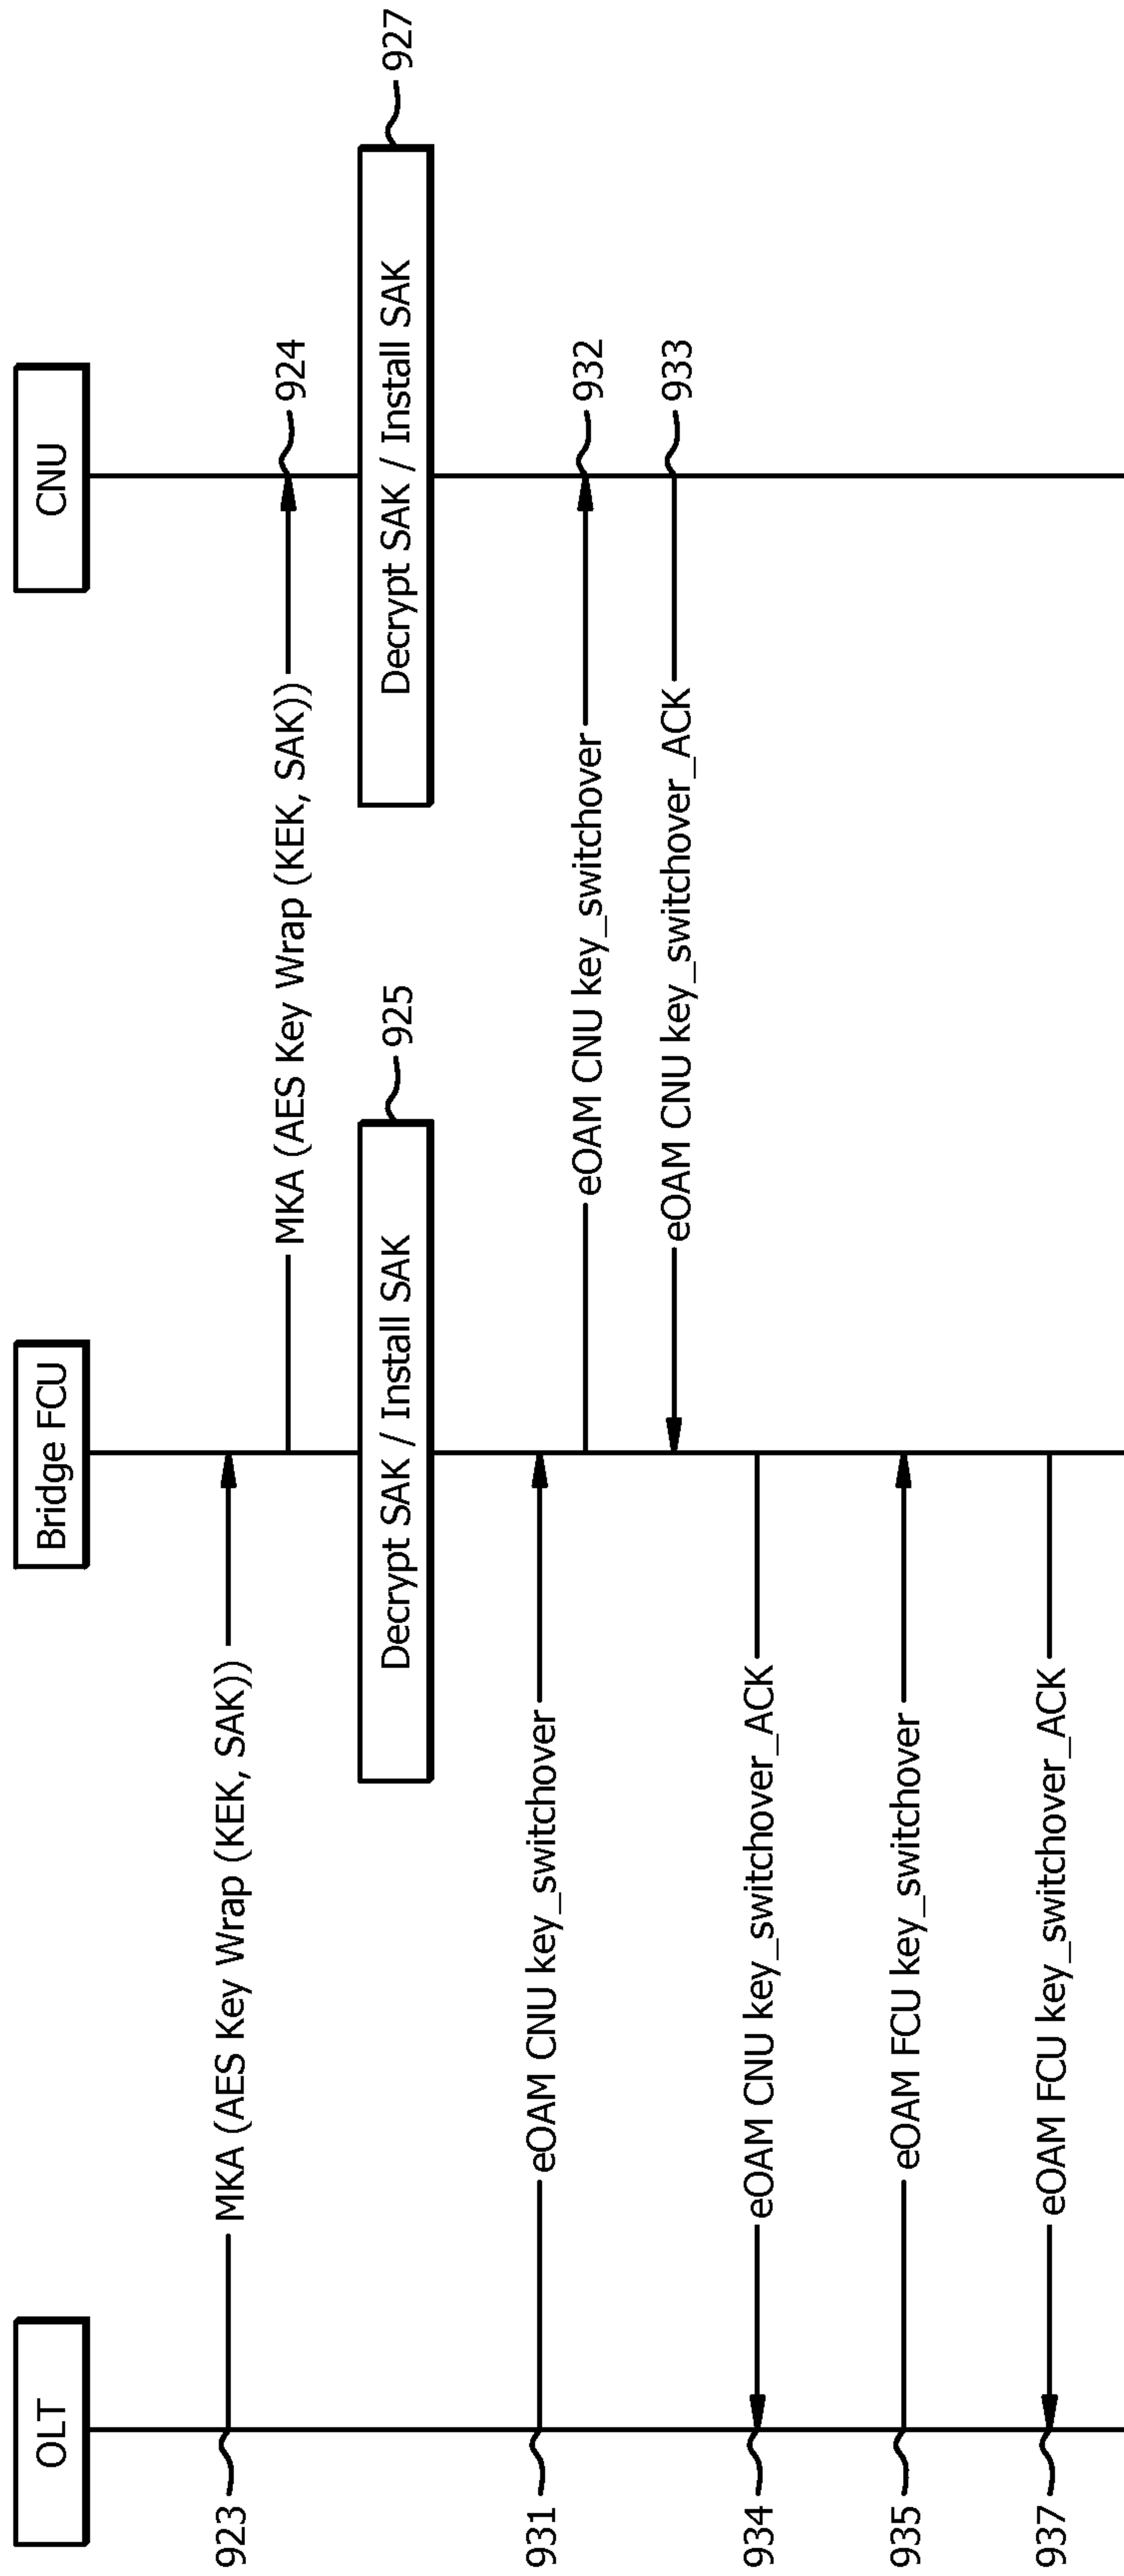 OLT
Bridge FCU
CNU
923
MKA (AES Key Wrap (KEK, SAK))
MKA (AES Key Wrap (KEK, SAK))
924
Decrypt SAK / Install SAK
925
Decrypt SAK / Install SAK
927
931
eOAM CNU key_switchover
eOAM CNU key_switchover
932
eOAM CNU key_switchover_ACK
933
934
eOAM CNU key_switchover_ACK
935
eOAM FCU key_switchover
937
eOAM FCU key_switchover_ACK